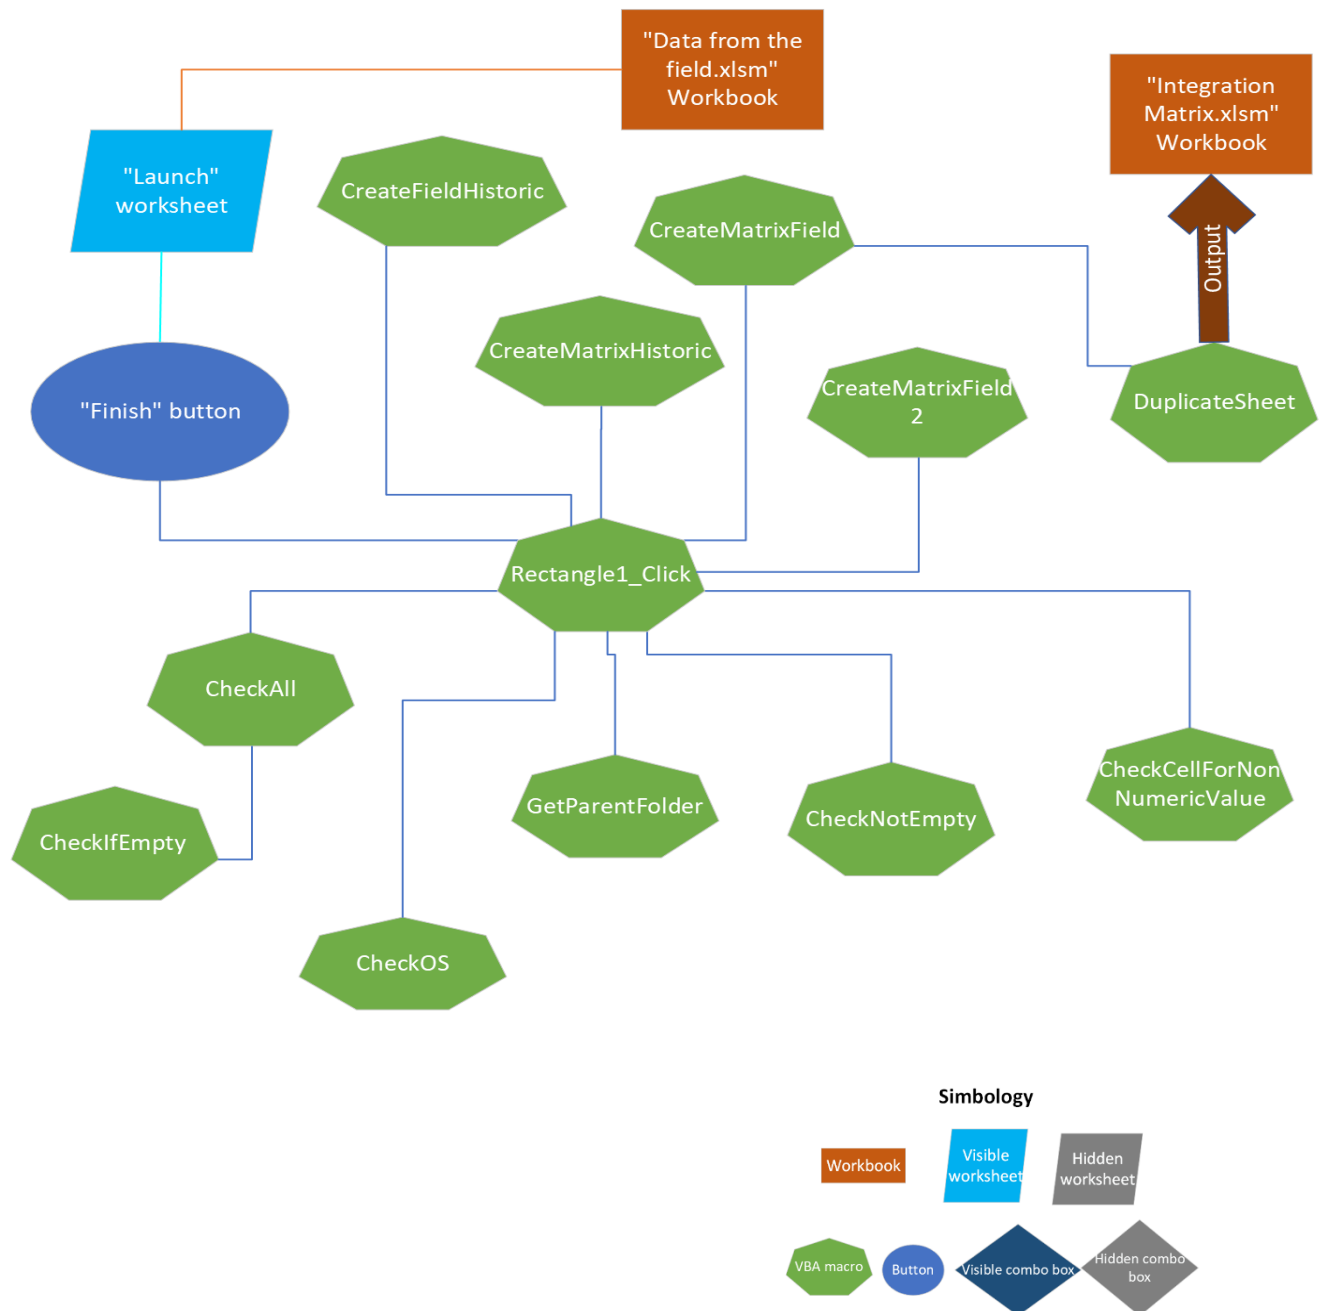 "Data from the
field.xlsm"
Workbook
"Integration
Matrix.xlsm"
Workbook
"Launch"
worksheet
CreateFieldHistoric
CreateMatrixField
Output
CreateMatrixHistoric
"Finish" button
CreateMatrixField
2
DuplicateSheet
Rectangle1_Click
CheckAll
CheckIfEmpty
GetParentFolder
CheckNotEmpty
CheckCellForNon
NumericValue
CheckOS
Simbology
Workbook
Visible
worksheet
Hidden
worksheet
VBA macro
Button
Visible combo box
Hidden combo
box